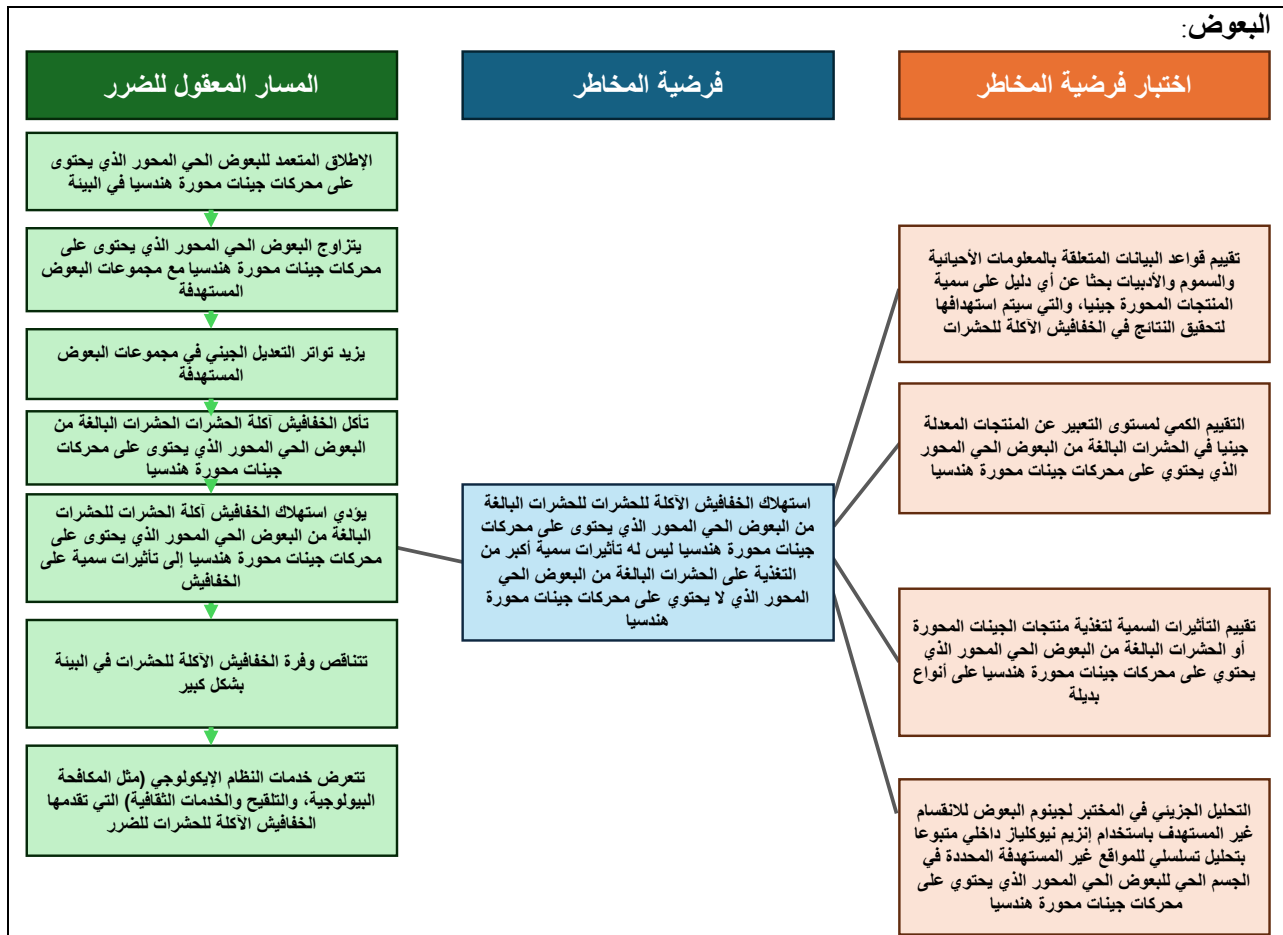 البعوض:
المسار المعقول للضرر
فرضية المخاطر
اختبار فرضية المخاطر
الإطلاق المتعمد للبعوض الحي المحور الذي يحتوى
على محركات جينات محورة هندسيا في البيئة
يتزاوج البعوض الحي المحور الذي يحتوى على
محركات جينات محورة هندسيا مع مجموعات البعوض
المستهدفة
يزيد تواتر التعديل الجيني في مجموعات البعوض
المستهدفة
تأكل الخفافيش آكلة الحشرات الحشرات البالغة من
البعوض الحي المحور الذي يحتوى على محركات
جينات محورة هندسيا
يؤدي استهلاك الخفافيش آكلة الحشرات للحشرات
البالغة من البعوض الحي المحور الذي يحتوى على
محركات جينات محورة هندسيا إلى تأثيرات سمية على
الخفافيش
تتناقص وفرة الخفافيش الآكلة للحشرات في البيئة
بشكل كبير
تتعرض خدمات النظام الإيكولوجي (مثل المكافحة
البيولوجية، والتلقيح والخدمات الثقافية) التي تقدمها
الخفافيش الآكلة للحشرات للضرر
استهلاك الخفافيش الآكلة للحشرات للحشرات البالغة
من البعوض الحي المحور الذي يحتوى على محركات
جينات محورة هندسيا ليس له تأثيرات سمية أكبر من
التغذية على الحشرات البالغة من البعوض الحي
المحور الذي لا يحتوي على محركات جينات محورة
هندسيا
تقييم قواعد البيانات المتعلقة بالمعلومات الأحيائية
والسموم والأدبيات بحثا عن أي دليل على سمية
المنتجات المحورة جينيا، والتي سيتم استهدافها
لتحقيق النتائج في الخفافيش الآكلة للحشرات
التقييم الكمي لمستوى التعبير عن المنتجات المعدلة
جينيا في الحشرات البالغة من البعوض الحي المحور
الذي يحتوي على محركات جينات محورة هندسيا
تقييم التأثيرات السمية لتغذية منتجات الجينات المحورة
أو الحشرات البالغة من البعوض الحي المحور الذي
يحتوي على محركات جينات محورة هندسيا على أنواع
بديلة
التحليل الجزيئي في المختبر لجينوم البعوض للانقسام
غير المستهدف باستخدام إنزيم نيوكلياز داخلي متبوعا
بتحليل تسلسلي للمواقع غير المستهدفة المحددة في
الجسم الحي للبعوض الحي المحور الذي يحتوي على
محركات جينات محورة هندسيا